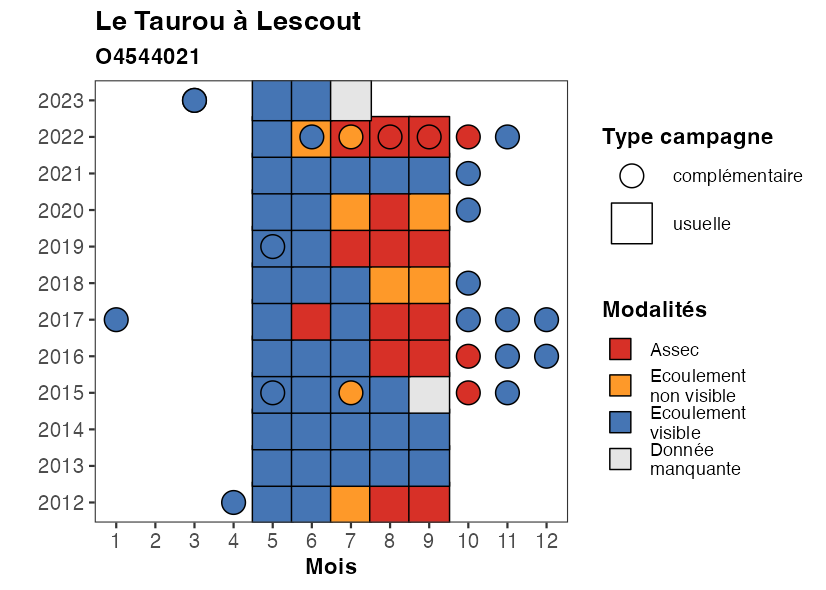 Le Taurou à Lescout
O4544021
2023
2022
2021
2020
2019
2018
2017
2016
2015
2014
2013
2012
1 2 3 4 5 6 7 8 9 10 11 12
Mois
Type campagne
complémentaire
usuelle
Modalités
Assec
Ecoulement
non visible
Ecoulement
visible
Donnée
manquante